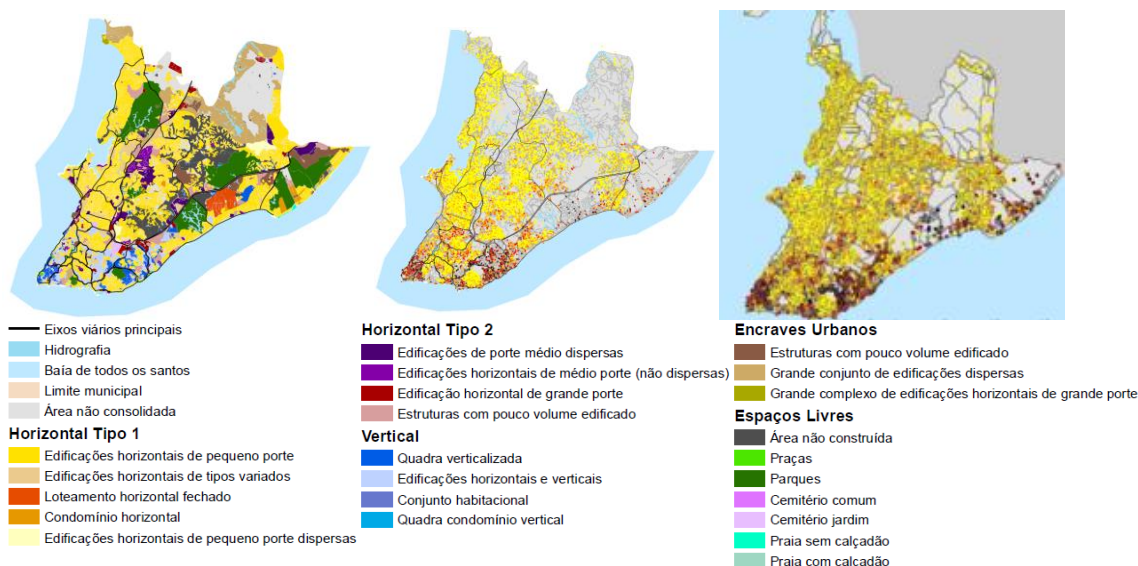 Eixos viários principais
Hidrografia
Baía de todos os santos
Limite municipal
Área não consolidada
Horizontal Tipo 1
Edificações horizontais de pequeno porte
Edificações horizontais de tipos variados
Loteamento horizontal fechado
Condomínio horizontal
Edificações horizontais de pequeno porte dispersas
Horizontal Tipo 2
Edificações de porte médio dispersas
Edificações horizontais de médio porte (não dispersas)
Edificação horizontal de grande porte
Estruturas com pouco volume edificado
Vertical
Quadra verticalizada
Edificações horizontais e verticais
Conjunto habitacional
Quadra condomínio vertical
Encraves Urbanos
Estruturas com pouco volume edificado
Grande conjunto de edificações dispersas
Grande complexo de edificações horizontais de grande porte
Espaços Livres
Área não construída
Praças
Parques
Cemitério comum
Cemitério jardim
Praia sem calçadão
Praia com calçadão